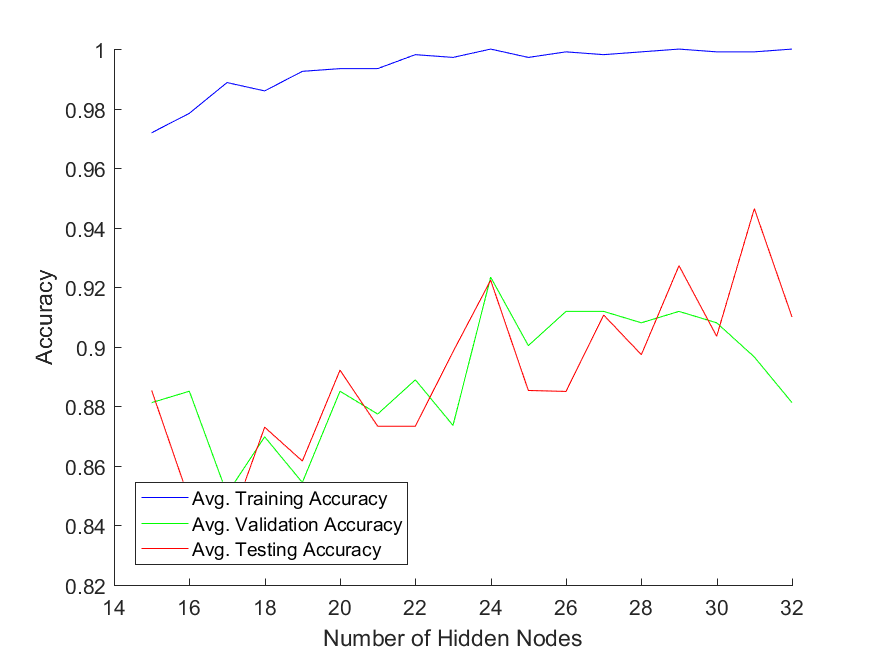 1
0.98
0.96
0.94
0.92
0.9
0.88
0.86
0.84
0.82
Accuracy
Avg. Training Accuracy
Avg. Validation Accuracy
Avg. Testing Accuracy
14 16 18 20 22 24 26 28 30 32
Number of Hidden Nodes